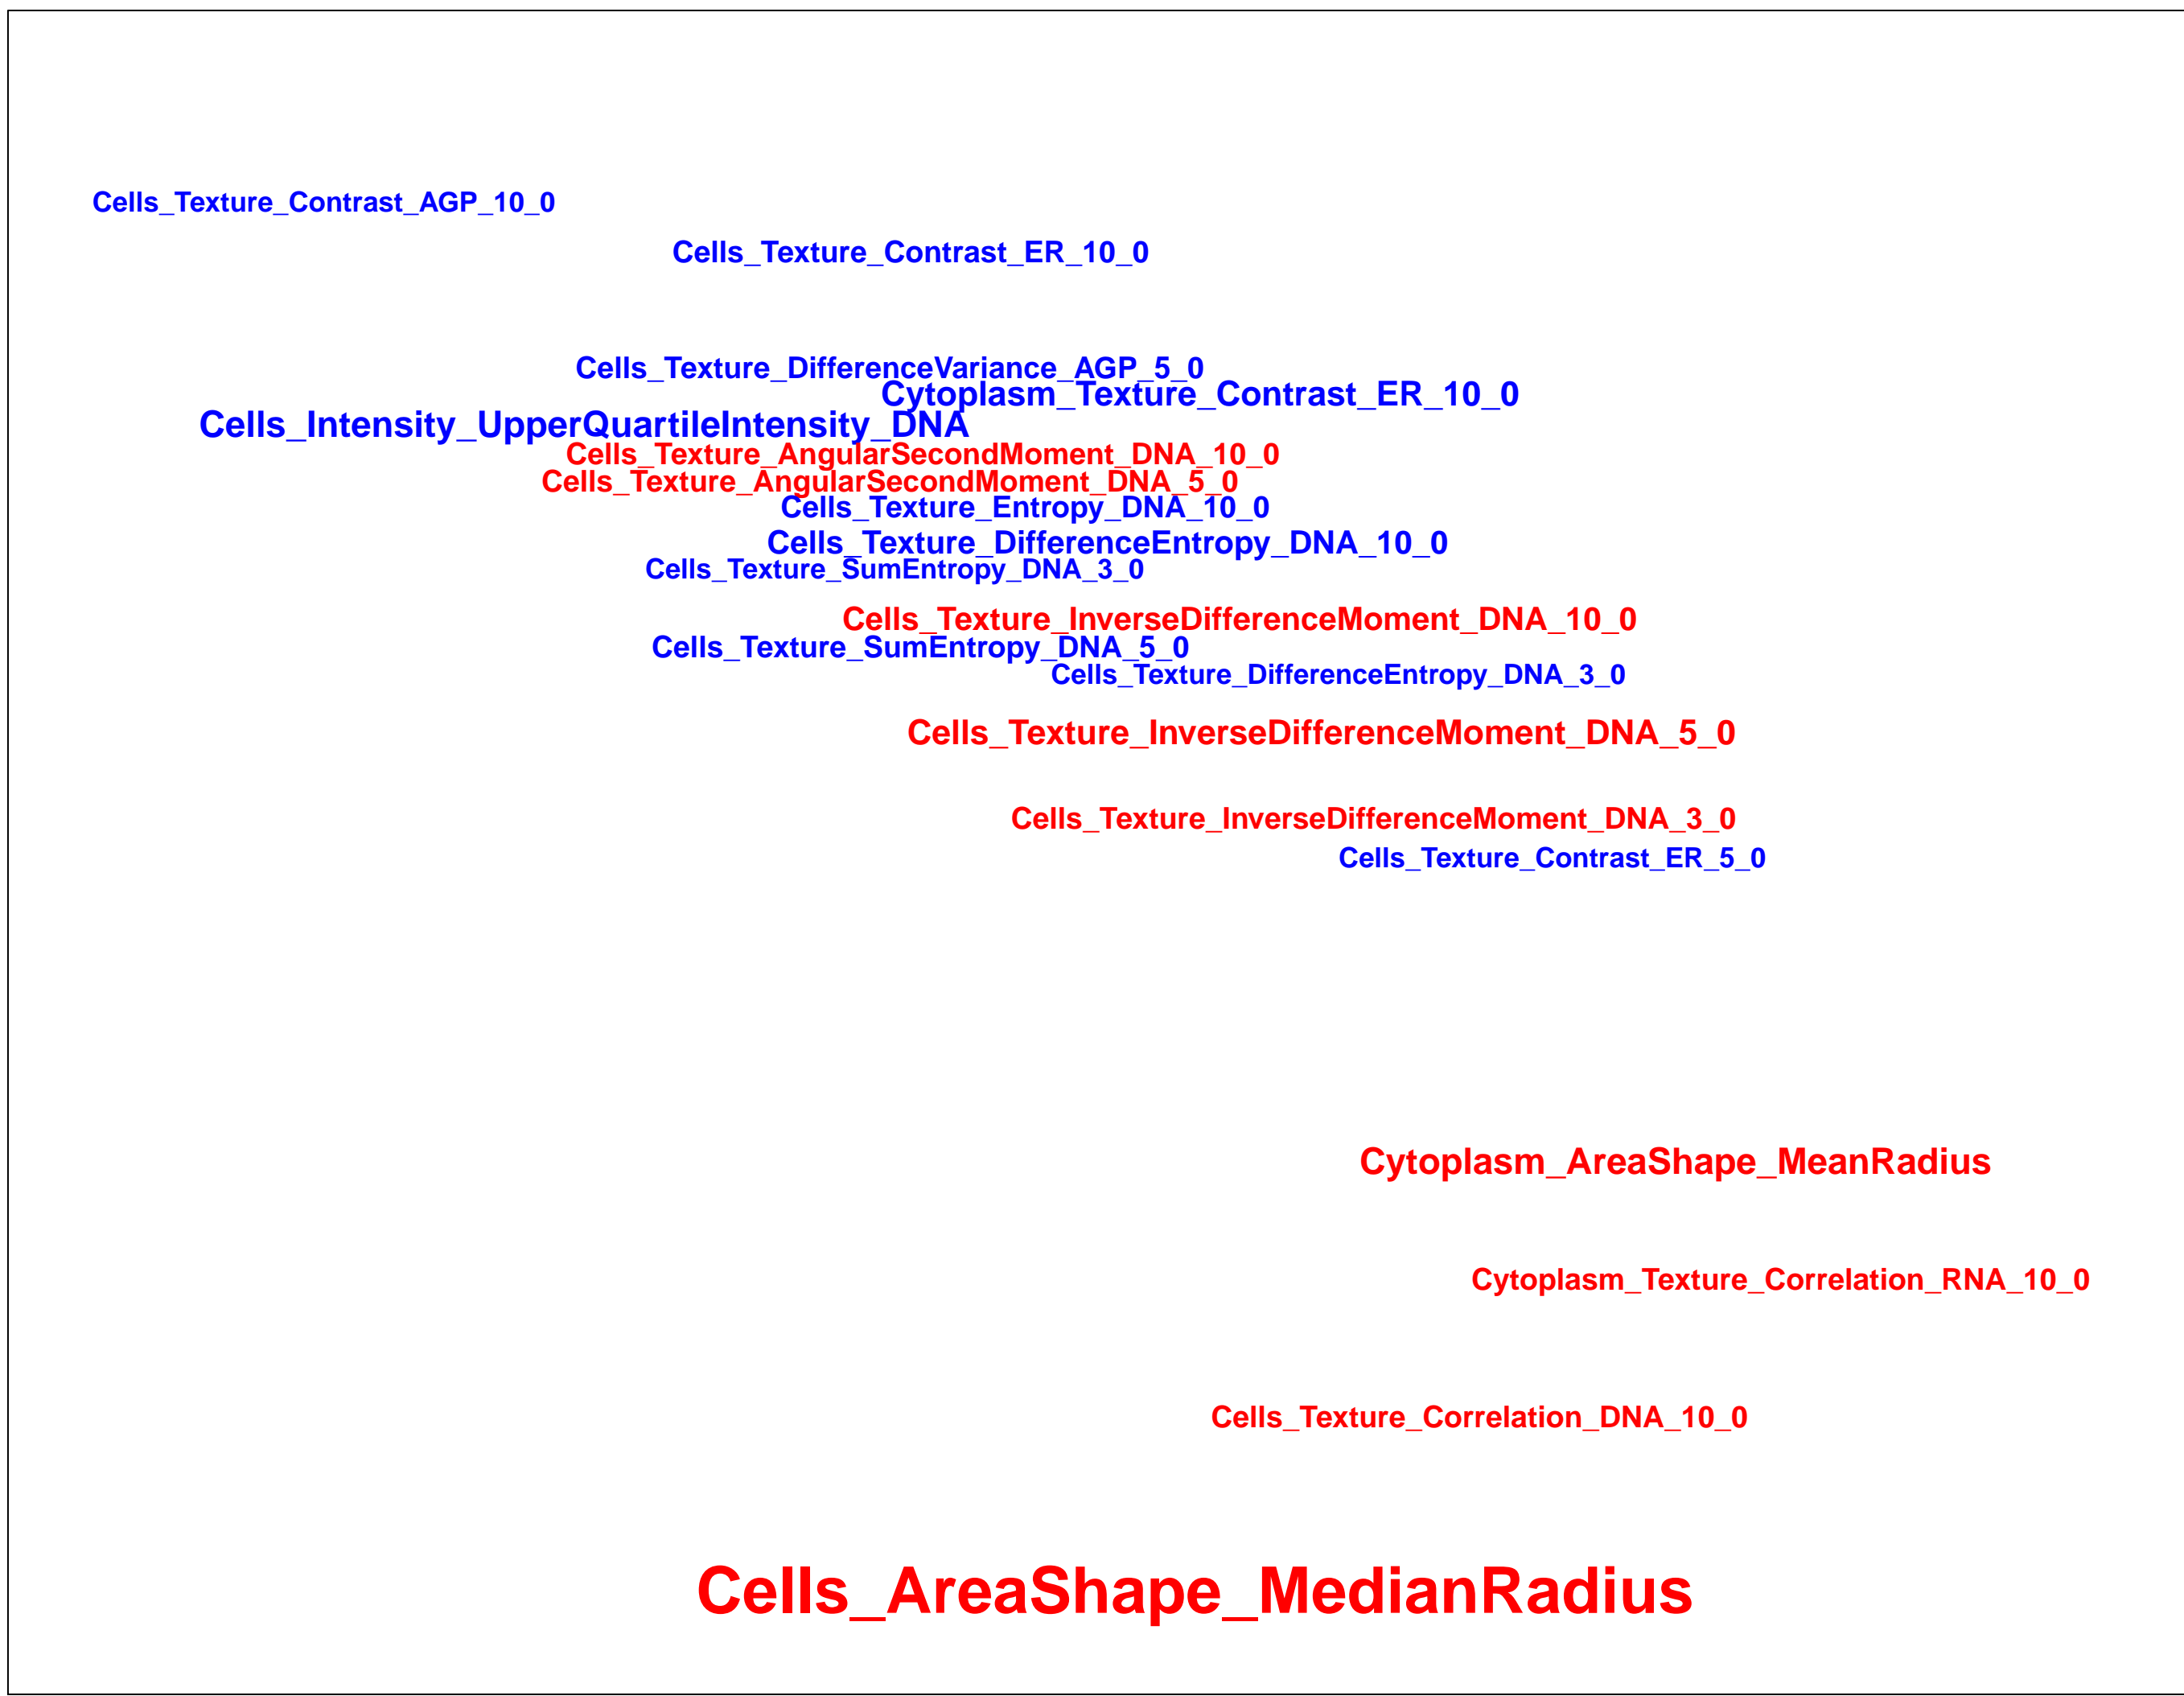 Cells_Texture_Contrast_AGP_10_0
Cells_Texture_Contrast_ER_10_0
Cells_Texture_DifferenceVariance_AGP_5_0
Cytoplasm_Texture_Contrast_ER_10_0
Cells_Intensity_UpperQuartileIntensity_DNA
Cells_Texture_AngularSecondMoment_DNA_10_0
Cells_Texture_AngularSecondMoment_DNA_5_0
Cells_Texture_Entropy_DNA_10_0
Cells_Texture_DifferenceEntropy_DNA_10_0
Cells_Texture_SumEntropy_DNA_3_0
Cells_Texture_InverseDifferenceMoment_DNA_10_0
Cells_Texture_SumEntropy_DNA_5_0
Cells_Texture_DifferenceEntropy_DNA_3_0
Cells_Texture_InverseDifferenceMoment_DNA_5_0
Cells_Texture_InverseDifferenceMoment_DNA_3_0
Cells_Texture_Contrast_ER_5_0
Cytoplasm_AreaShape_MeanRadius
Cytoplasm_Texture_Correlation_RNA_10_0
Cells_Texture_Correlation_DNA_10_0
Cells_AreaShape_MedianRadius